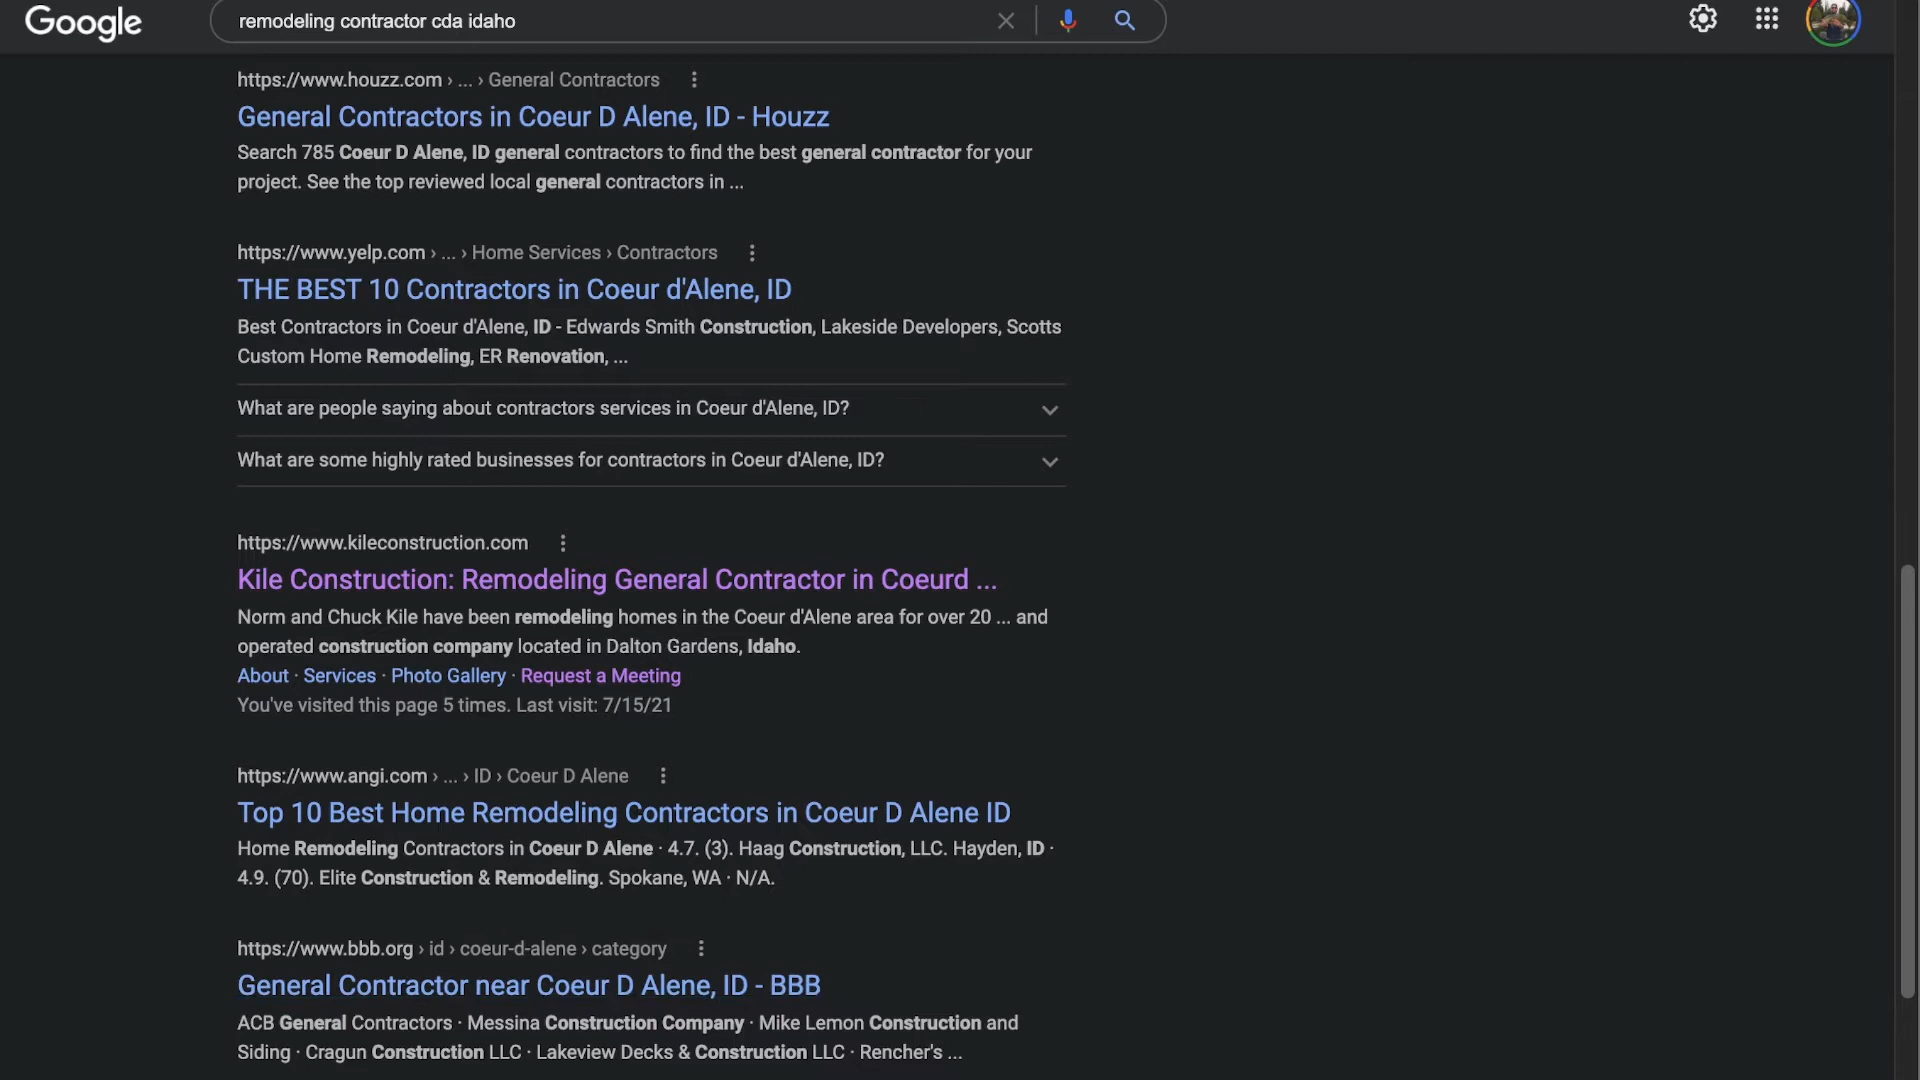 Google
remodeling contractor cda idaho
https://www.houzz.com › ... › General Contractors
General Contractors in Coeur D Alene, ID - Houzz
Search 785 Coeur D Alene, ID general contractors to find the best general contractor for your
project. See the top reviewed local general contractors in ...
https://www.yelp.com › ... › Home Services › Contractors
THE BEST 10 Contractors in Coeur d'Alene, ID
Best Contractors in Coeur d'Alene, ID - Edwards Smith Construction, Lakeside Developers, Scotts
Custom Home Remodeling, ER Renovation, ...
What are people saying about contractors services in Coeur d'Alene, ID?
What are some highly rated businesses for contractors in Coeur d'Alene, ID?
https://www.kileconstruction.com
Kile Construction: Remodeling General Contractor in Coeurd ...
Norm and Chuck Kile have been remodeling homes in the Coeur d'Alene area for over 20 ... and
operated construction company located in Dalton Gardens, Idaho.
About · Services · Photo Gallery · Request a Meeting
You've visited this page 5 times. Last visit: 7/15/21
https://www.angi.com › ... › ID › Coeur D Alene
Top 10 Best Home Remodeling Contractors in Coeur D Alene ID
Home Remodeling Contractors in Coeur D Alene · 4.7. (3). Haag Construction, LLC. Hayden, ID ·
4.9. (70). Elite Construction & Remodeling. Spokane, WA · N/A.
https://www.bbb.org › id › coeur-d-alene › category
General Contractor near Coeur D Alene, ID - BBB
ACB General Contractors · Messina Construction Company · Mike Lemon Construction and
Siding · Cragun Construction LLC · Lakeview Decks & Construction LLC · Rencher's ...